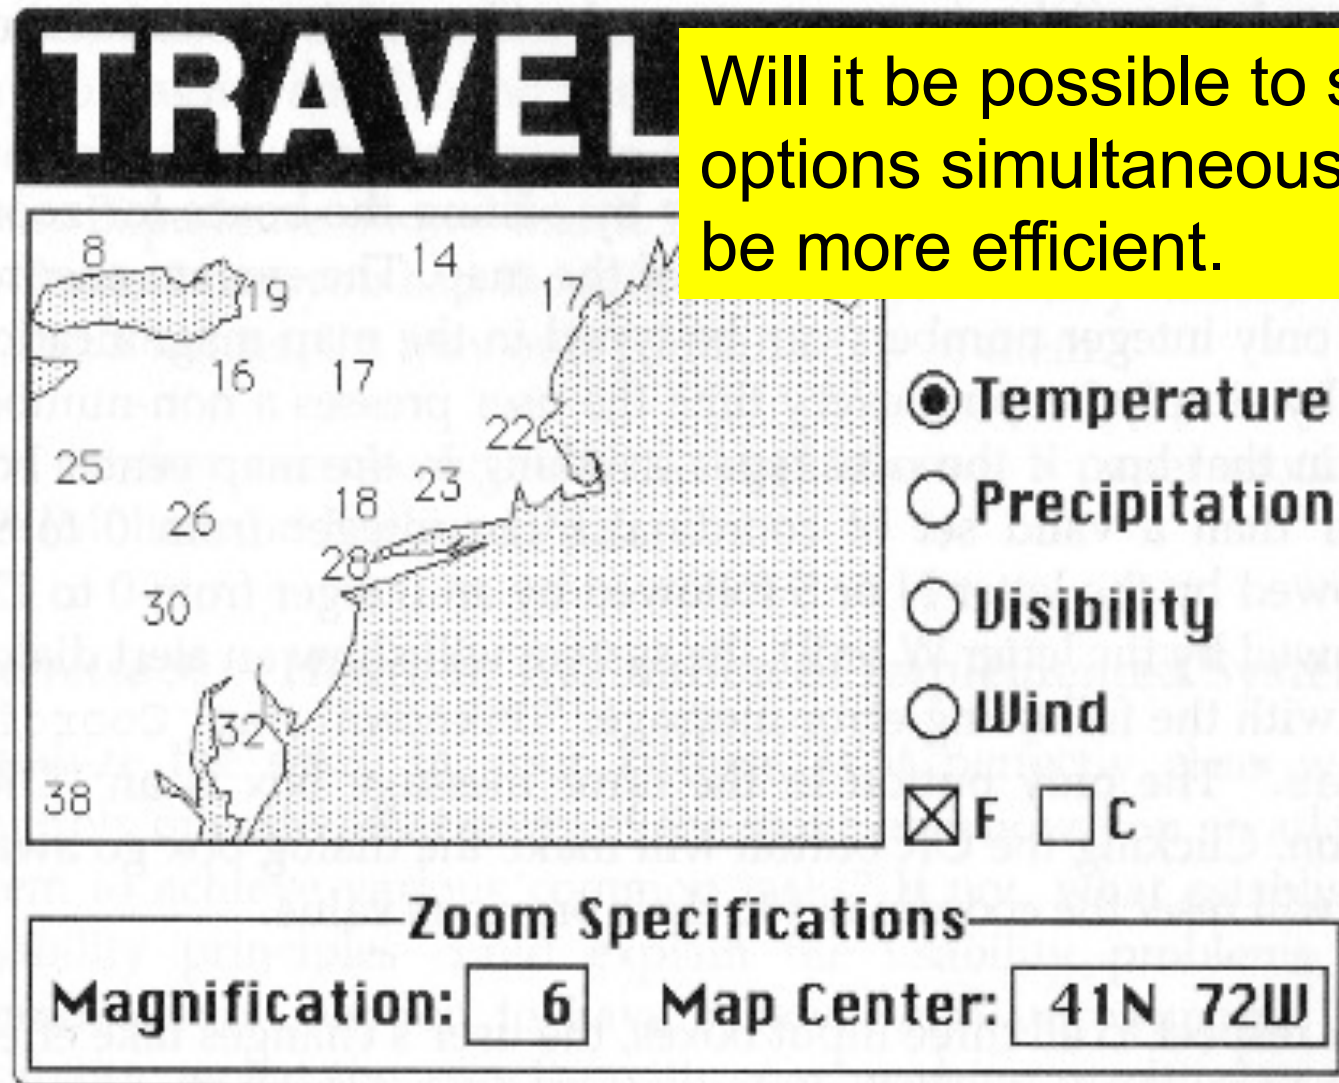 TRAVEL
Will it be possible to s
options simultaneous
be more efficient.
8
14
19
17
16
17
22
25
23
18
26
28
30
32
38
Temperature
Precipitation
Visibility
Wind
F C
Zoom Specifications
Magnification: 6 Map Center: 41N 72W